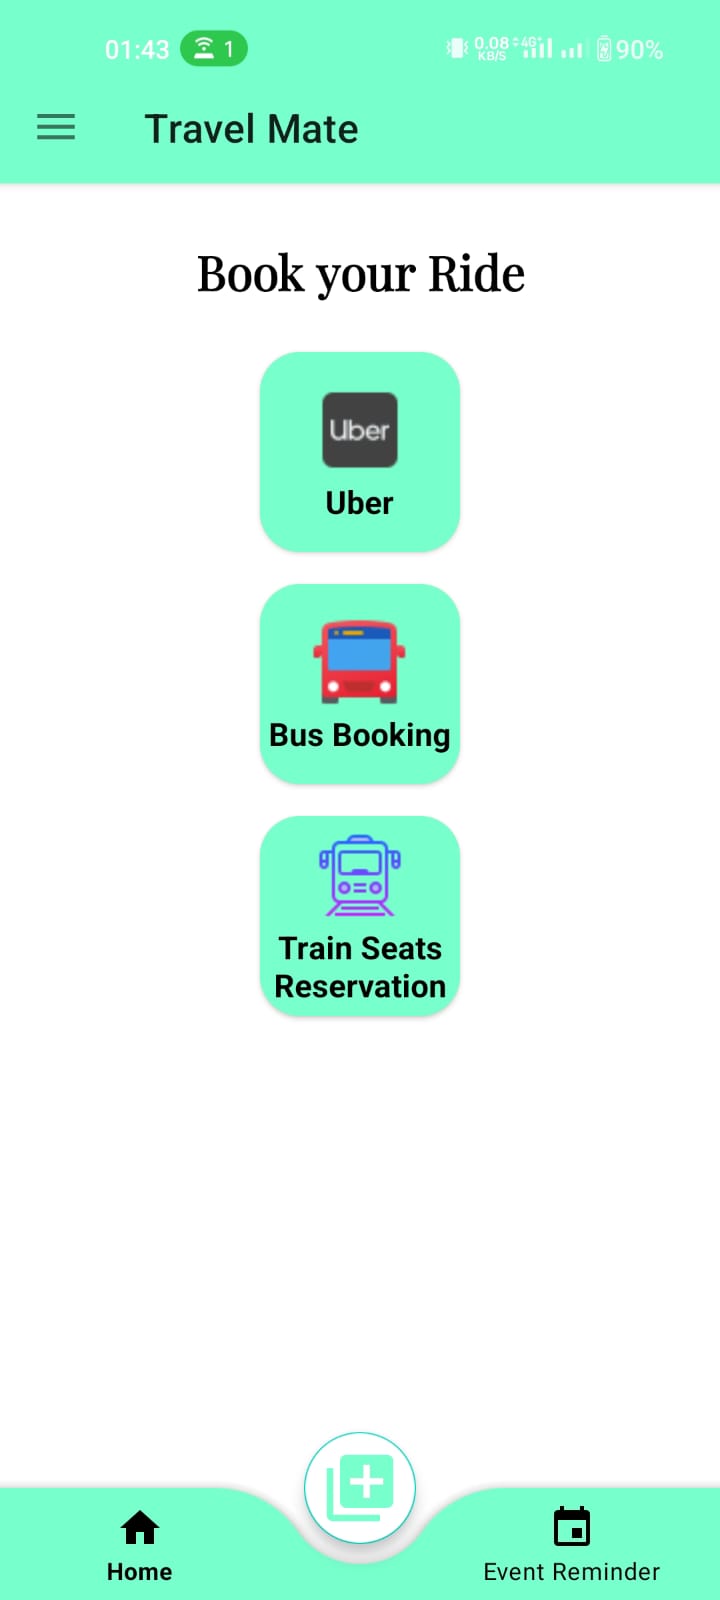 01:43 1 0.08 KB/S 4G+ 90%
Travel Mate
Book your Ride
Uber
Uber
Bus Booking
Train Seats
Reservation
Home
Event Reminder